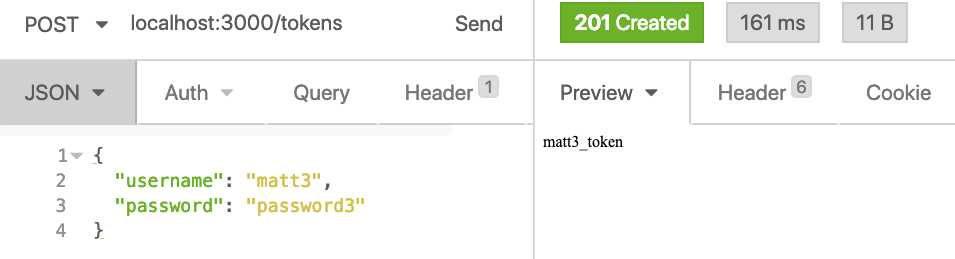 POST localhost:3000/tokens Send 201 Created 161 ms 11 B
JSON Auth Query Header 1 Preview Header 6 Cookie
1 {
2 "username": "matt3",
3 "password": "password3"
4 }
matt3_token